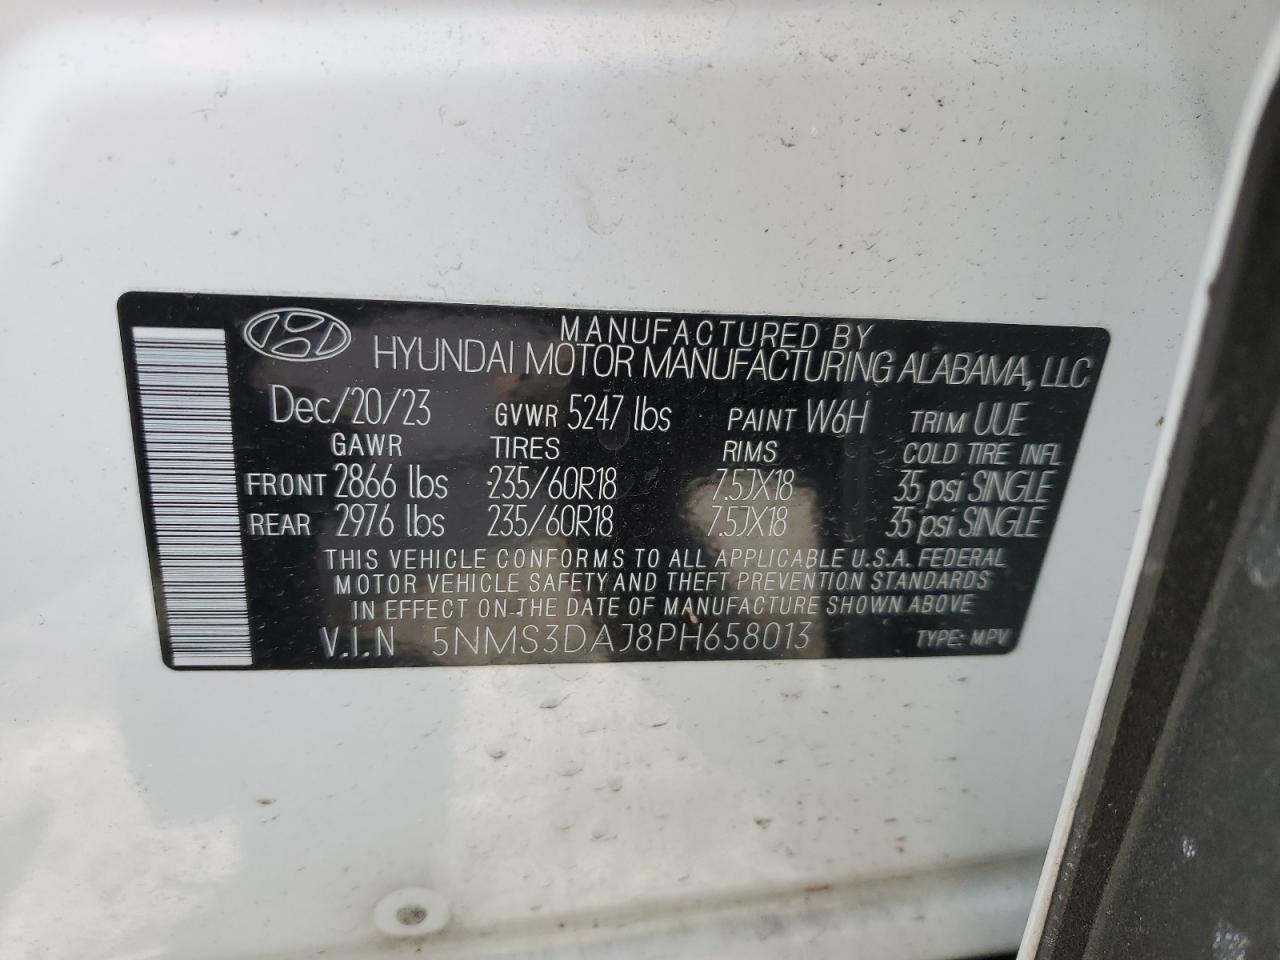 MANUFACTURED BY
HYUNDAI MOTOR MANUFACTURING ALABAMA, LLC
Dec/20/23 GVWR 5247 lbs PAINT W6H TRIM UUE
GAWR TIRES RIMS COLD TIRE INFL
FRONT 2866 lbs 235/60R18 7.5JX18 35 psi SINGLE
REAR 2976 lbs 235/60R18 7.5JX18 35 psi SINGLE
THIS VEHICLE CONFORMS TO ALL APPLICABLE U.S.A. FEDERAL
MOTOR VEHICLE SAFETY AND THEFT PREVENTION STANDARDS
IN EFFECT ON THE DATE OF MANUFACTURE SHOWN ABOVE
V.I.N 5NMS3DAJ8PH658013 TYPE: MPV